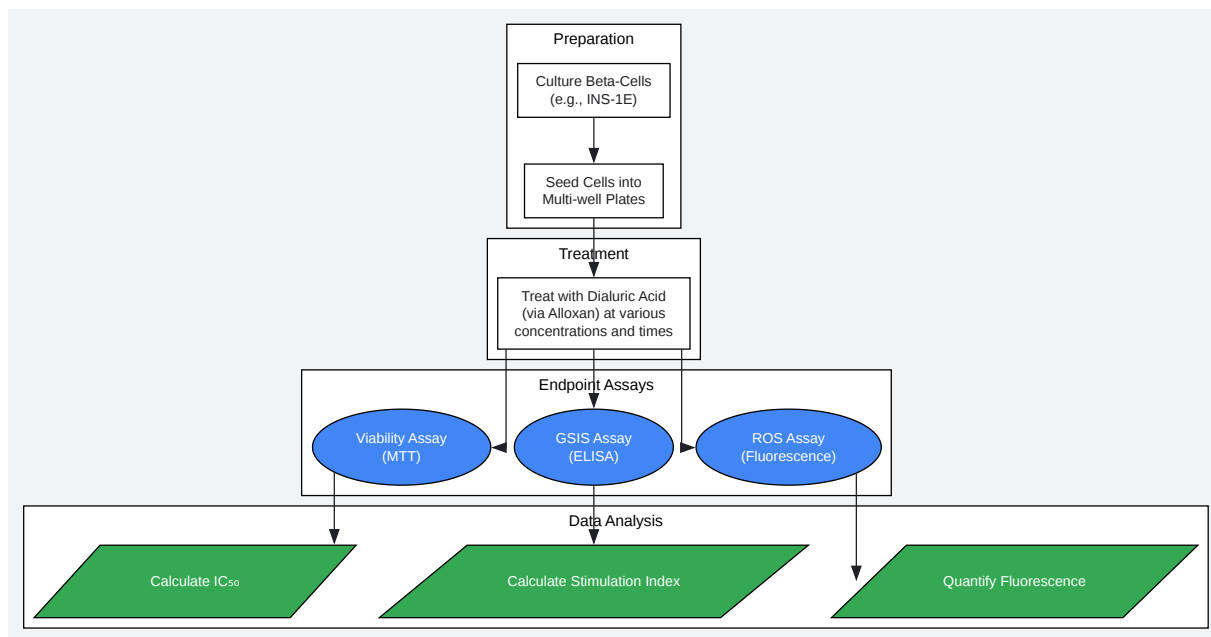 Preparation
Culture Beta-Cells
(e.g., INS-1E)
Seed Cells into
Multi-well Plates
Treatment
Treat with Dialuric Acid
(via Alloxan) at various
concentrations and times
Endpoint Assays
Viability Assay
(MTT)
GSIS Assay
(ELISA)
ROS Assay
(Fluorescence)
Data Analysis
Calculate IC₅₀
Calculate Stimulation Index
Quantify Fluorescence